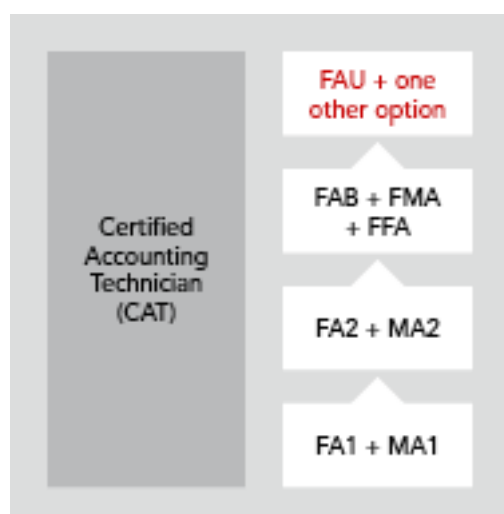 FAU + one
other option
FAB + FMA
+ FFA
Certified
Accounting
Technician
(CAT)
FA2 + MA2
FA1 + MA1